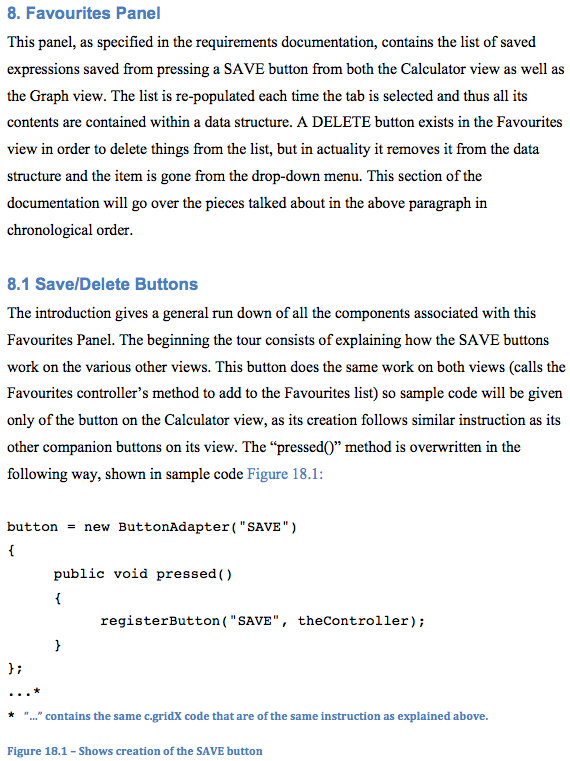 8. Favourites Panel
This panel, as specified in the requirements documentation, contains the list of saved
expressions saved from pressing a SAVE button from both the Calculator view as well as
the Graph view. The list is re-populated each time the tab is selected and thus all its
contents are contained within a data structure. A DELETE button exists in the Favourites
view in order to delete things from the list, but in actuality it removes it from the data
structure and the item is gone from the drop-down menu. This section of the
documentation will go over the pieces talked about in the above paragraph in
chronological order.
8.1 Save/Delete Buttons
The introduction gives a general run down of all the components associated with this
Favourites Panel. The beginning the tour consists of explaining how the SAVE buttons
work on the various other views. This button does the same work on both views (calls the
Favourites controller's method to add to the Favourites list) so sample code will be given
only of the button on the Calculator view, as its creation follows similar instruction as its
other companion buttons on its view. The “pressed()” method is overwritten in the
following way, shown in sample code Figure 18.1:
button = new ButtonAdapter("SAVE")
{
public void pressed()
{
registerButton("SAVE", theController);
}
};
...*
* "..." contains the same c.gridX code that are of the same instruction as explained above.
Figure 18.1 – Shows creation of the SAVE button